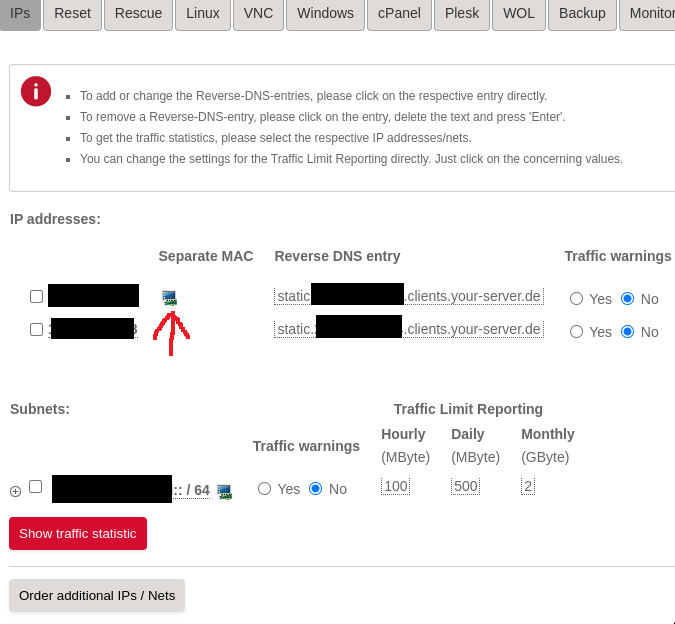 IPs Reset Rescue Linux VNC Windows cPanel Plesk WOL Backup Monitor
To add or change the Reverse-DNS-entries, please click on the respective entry directly.
To remove a Reverse-DNS-entry, please click on the entry, delete the text and press 'Enter'.
To get the traffic statistics, please select the respective IP addresses/nets.
You can change the settings for the Traffic Limit Reporting directly. Just click on the concerning values.
IP addresses:
Separate MAC Reverse DNS entry Traffic warnings
static .clients.your-server.de Yes No
static. .clients.your-server.de Yes No
Subnets: Traffic Limit Reporting
Traffic warnings Hourly Daily Monthly
(MByte) (MByte) (GByte)
:: / 64 Yes No 100 500 2
Show traffic statistic
Order additional IPs / Nets